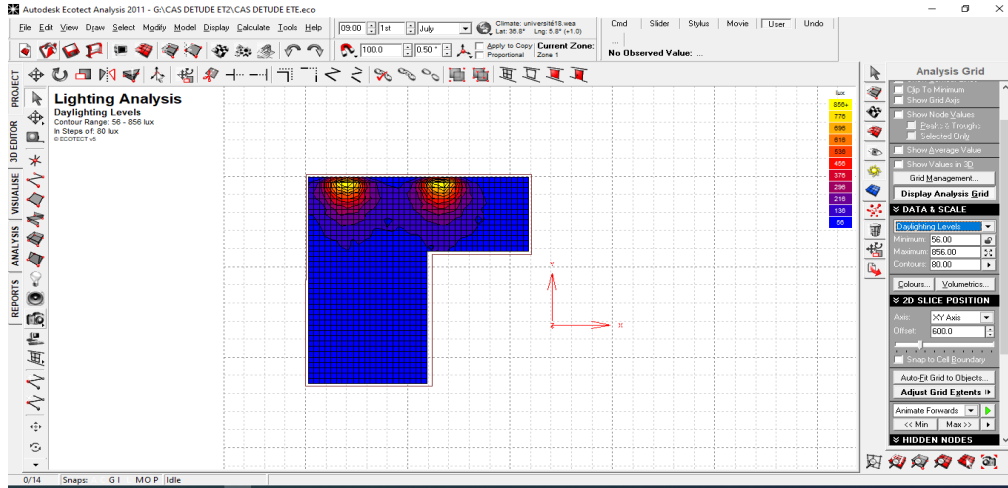 Autodesk Ecotect Analysis 2011 - G:\CAS DETUDE ETZ\CAS DETUDE ETE.eco
File Edit View Draw Select Modify Model Display Calculate Tools Help
09:00 1st July
Climate: université18.wea
Lat: 36.8° Lng: 5.8° (+1.0)
Cmd Slider Stylus Movie User Undo
...
No Observed Value: ...
100.0 0.50° Apply to Copy
Proportional
Current Zone:
Zone 1
PROJECT
3D EDITOR
VISUALISE
ANALYSIS
REPORTS
Lighting Analysis
Daylighting Levels
Contour Range: 56 - 856 lux
In Steps of: 80 lux
© ECOTECT v5
lux
856+
776
696
616
536
456
376
296
216
136
56
X
Analysis Grid
Clip To Minimum
Show Grid Axis
Show Node Values
Peaks & Troughs
Selected Only
Show Average Value
Show Values in 3D
Grid Management...
Display Analysis Grid
DATA & SCALE
Daylighting Levels
Minimum: 56.00
Maximum: 856.00
Contours: 80.00
Colours... Volumetrics...
2D SLICE POSITION
Axis: XY Axis
Offset: 600.0
Snap to Cell Boundary
Auto-Fit Grid to Objects...
Adjust Grid Extents
Animate Forwards
<< Min Max >>
HIDDEN NODES
0/14 Snaps: G I M O P Idle